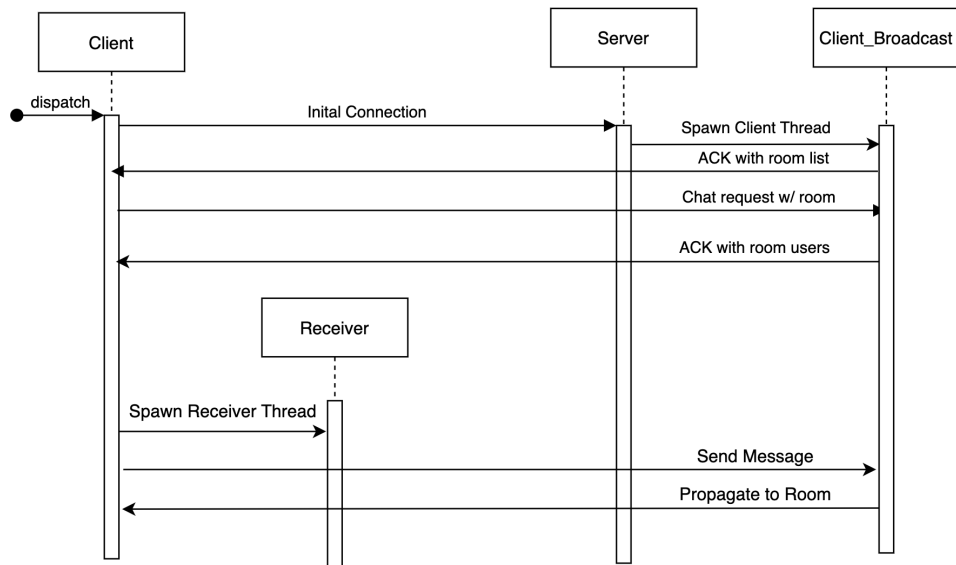 Client
Server
Client_Broadcast
dispatch
Inital Connection
Spawn Client Thread
ACK with room list
Chat request w/ room
ACK with room users
Receiver
Spawn Receiver Thread
Send Message
Propagate to Room